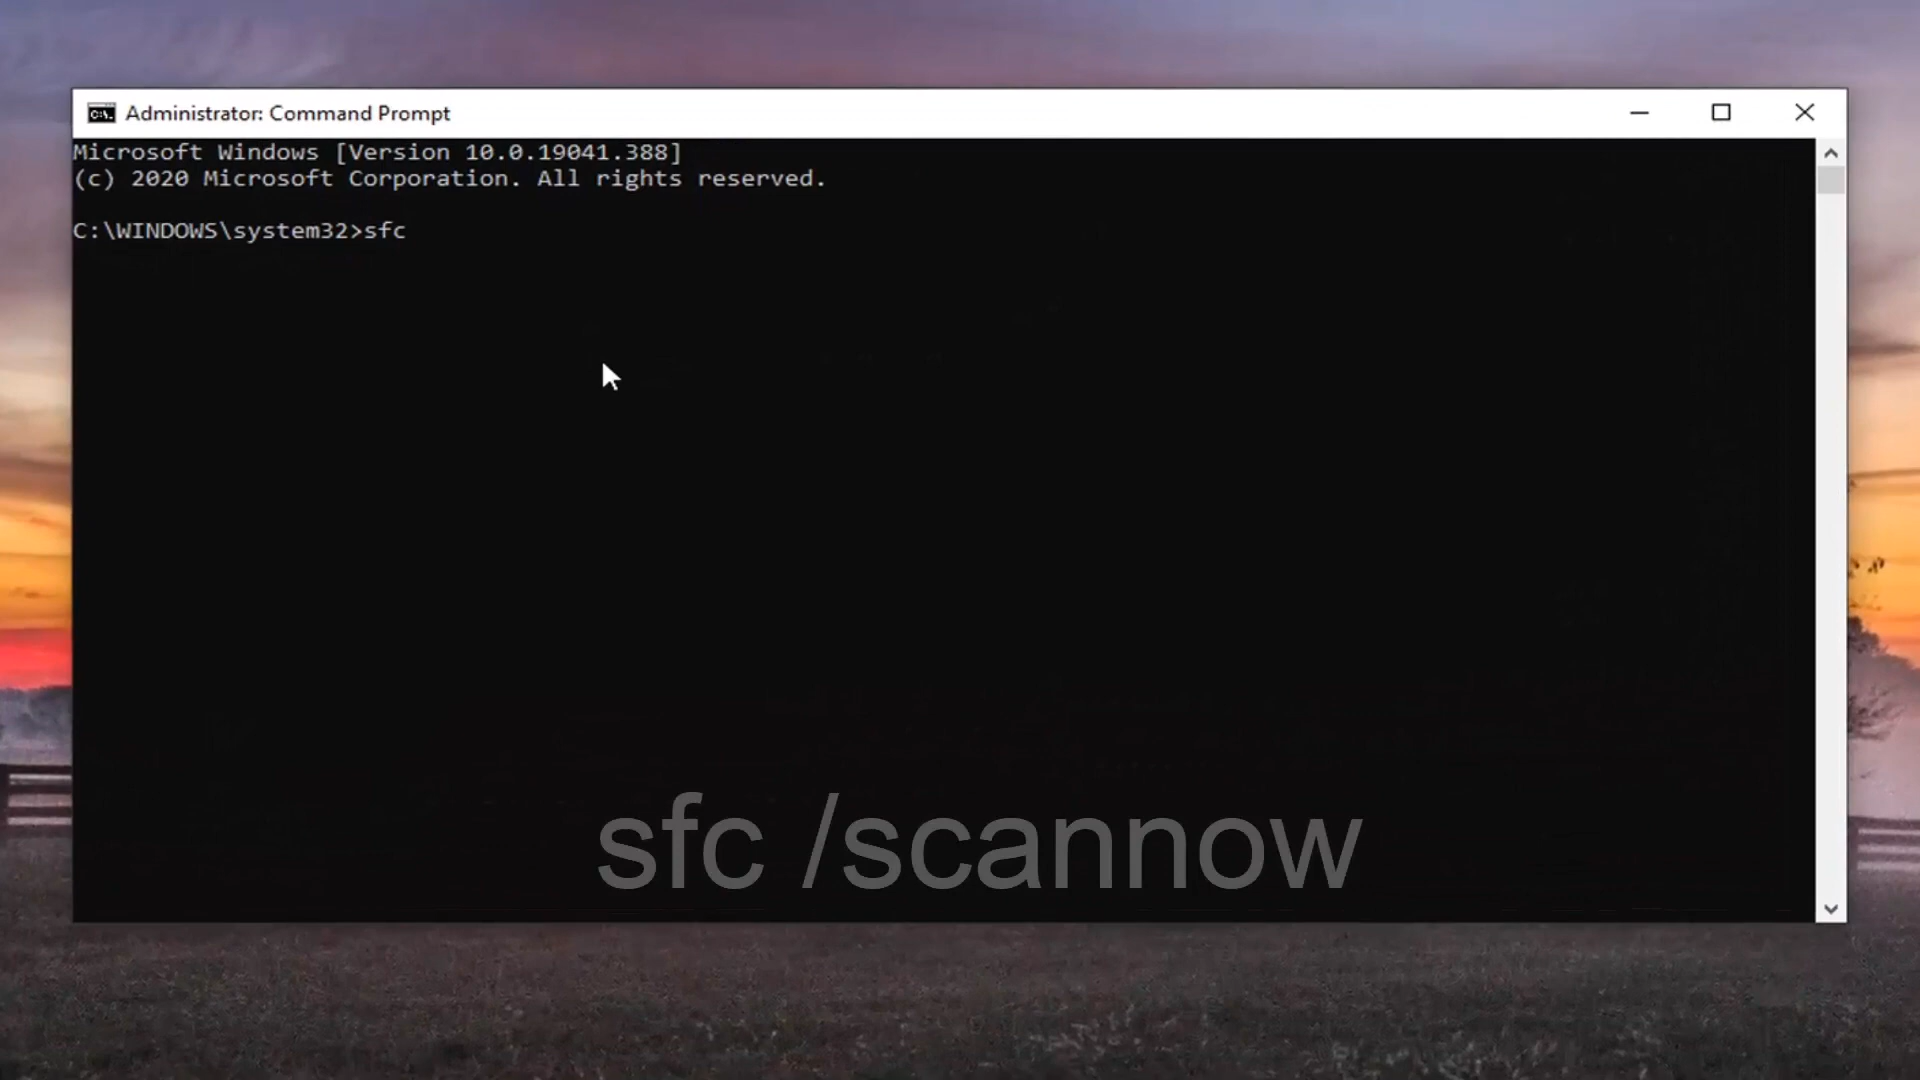 Administrator: Command Prompt
Microsoft Windows [Version 10.0.19041.388]
(c) 2020 Microsoft Corporation. All rights reserved.
C:\WINDOWS\system32>sfc
sfc /scannow